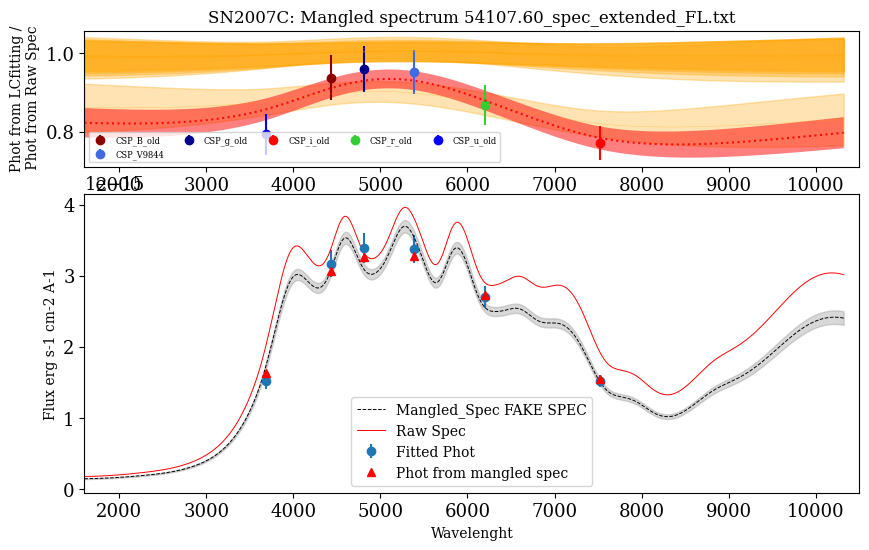 SN2007C: Mangled spectrum 54107.60_spec_extended_FL.txt
Phot from LCfitting /
Phot from Raw Spec
1.0
0.8
CSP_B_old CSP_g_old CSP_i_old CSP_r_old CSP_u_old
CSP_V9844
2000 3000 4000 5000 6000 7000 8000 9000 10000
1e−15
Flux erg s-1 cm-2 A-1
4
3
2
1
0
Mangled_Spec FAKE SPEC
Raw Spec
Fitted Phot
Phot from mangled spec
2000 3000 4000 5000 6000 7000 8000 9000 10000
Wavelenght